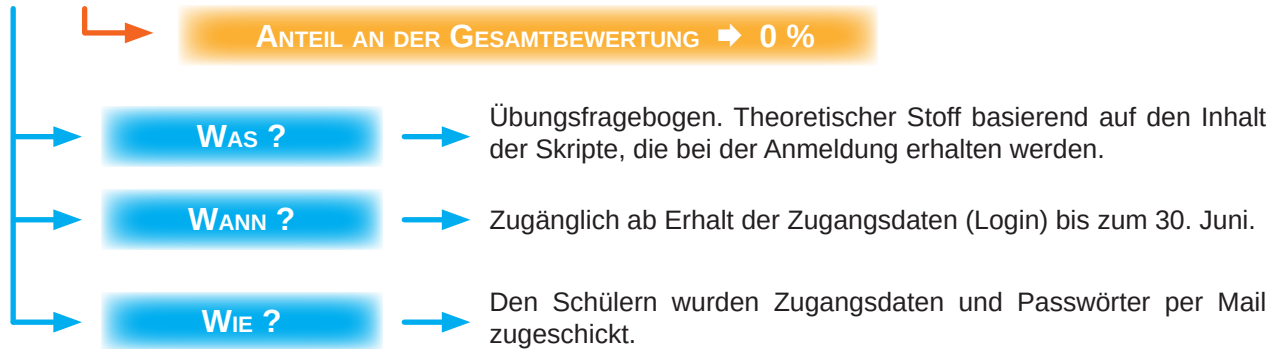 Anteil an der Gesamtbewertung ➡ 0 %
Was ?
Übungsfragebogen. Theoretischer Stoff basierend auf den Inhalt
der Skripte, die bei der Anmeldung erhalten werden.
Wann ?
Zugänglich ab Erhalt der Zugangsdaten (Login) bis zum 30. Juni.
Wie ?
Den Schülern wurden Zugangsdaten und Passwörter per Mail
zugeschickt.